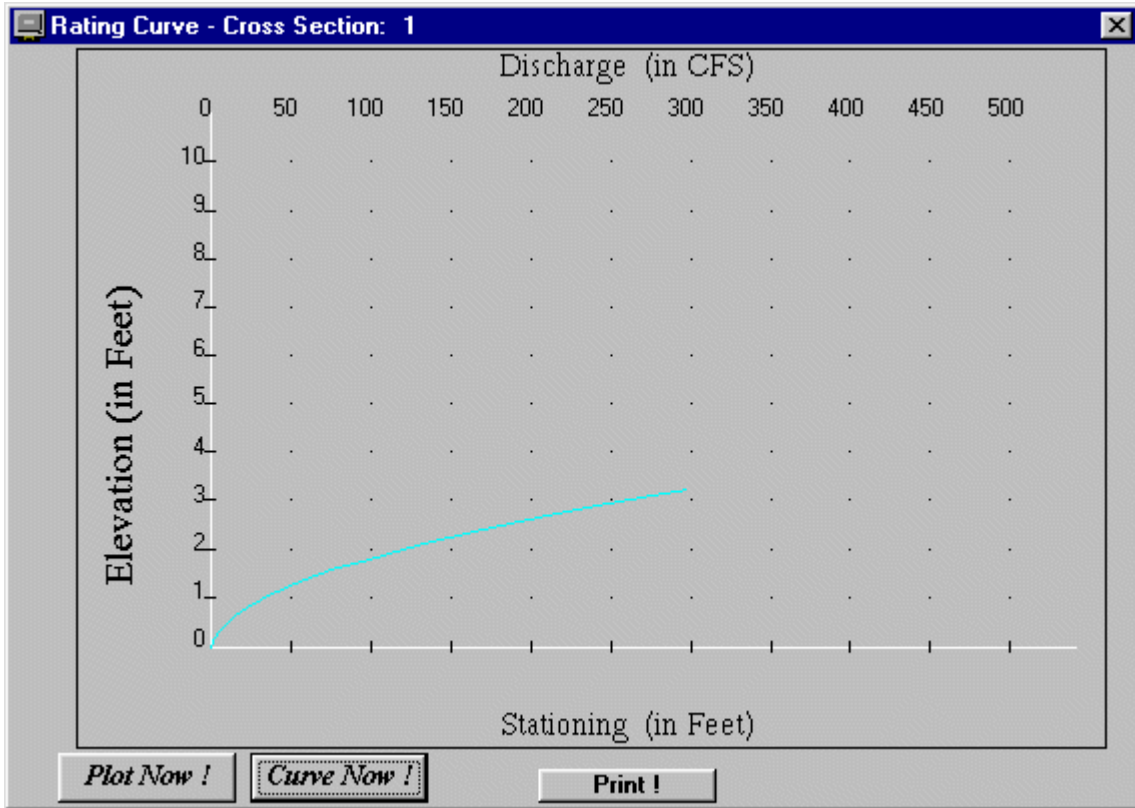 Rating Curve - Cross Section: 1
Discharge (in CFS)
0 50 100 150 200 250 300 350 400 450 500
10
9
8
7
6
5
4
3
2
1
0
Elevation (in Feet)
Stationing (in Feet)
Plot Now ! Curve Now ! Print !